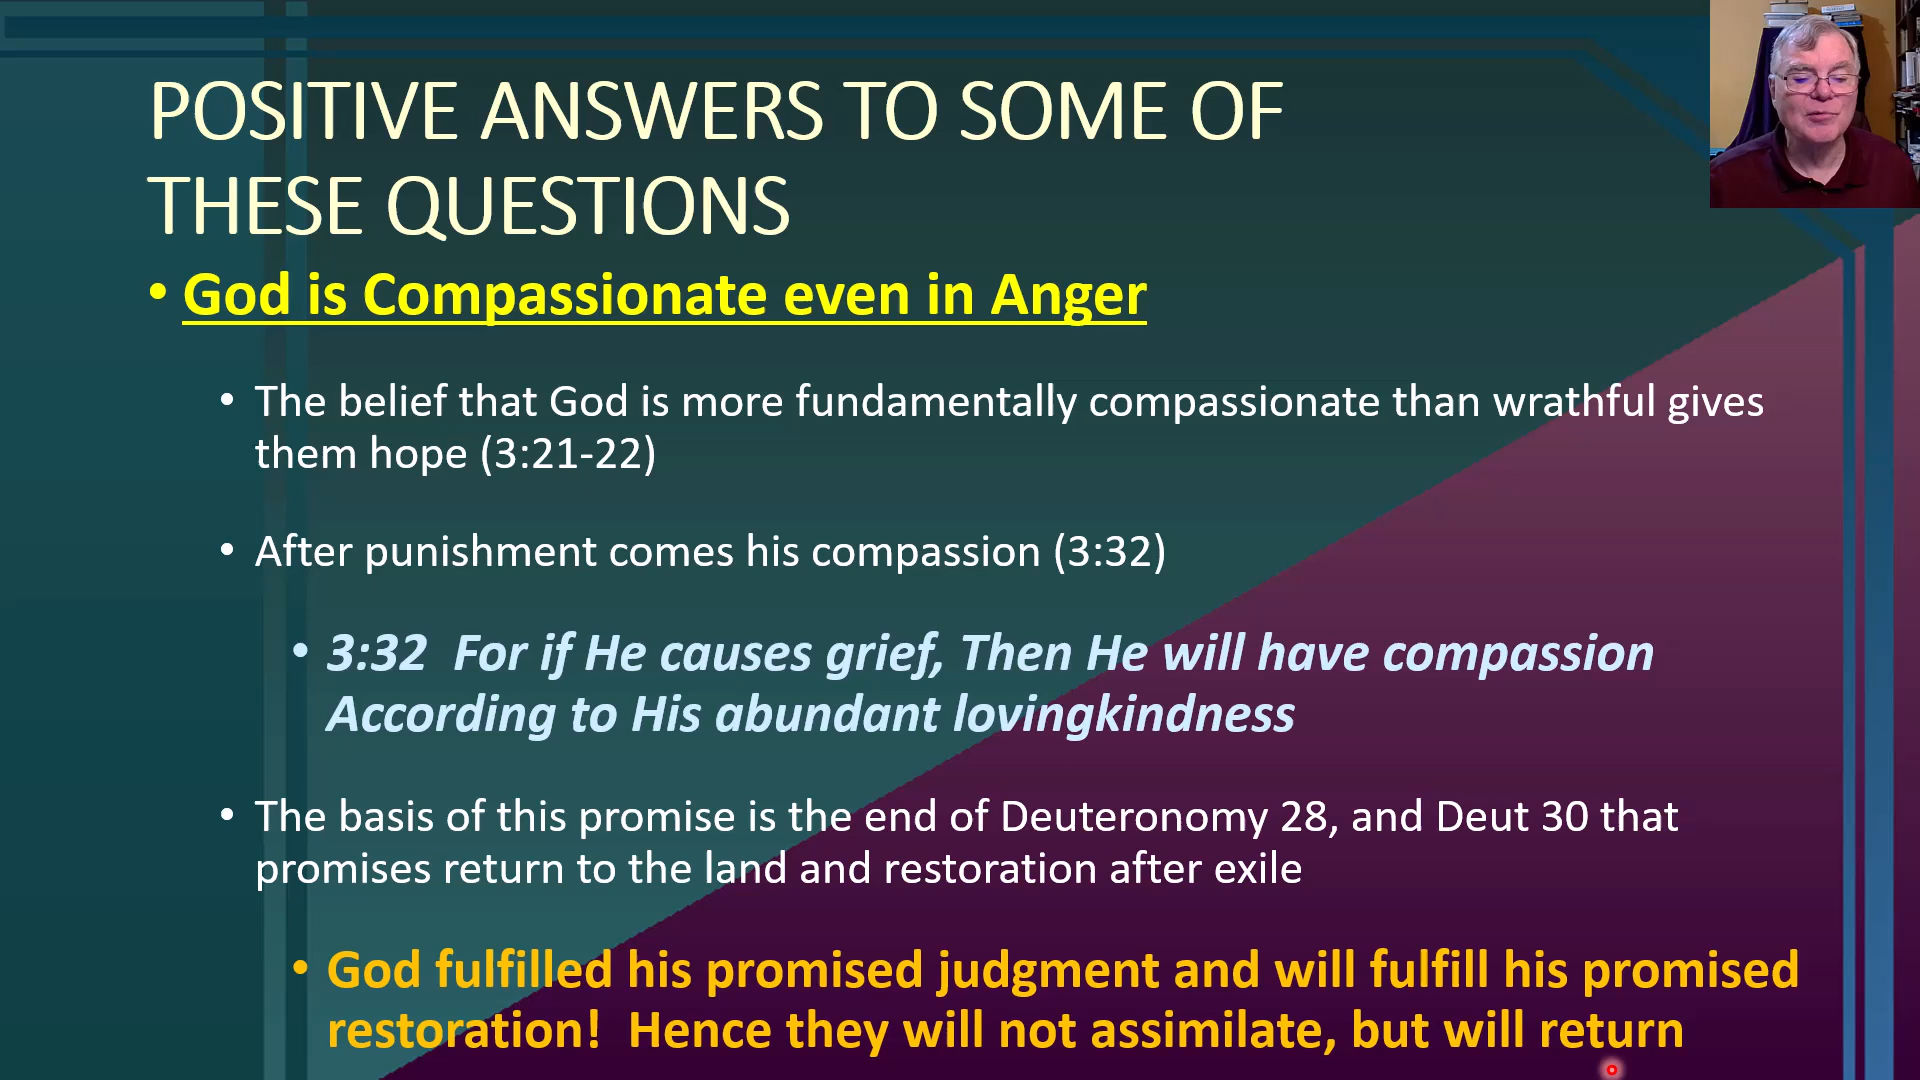 POSITIVE ANSWERS TO SOME OF
THESE QUESTIONS
• God is Compassionate even in Anger
• The belief that God is more fundamentally compassionate than wrathful gives
them hope (3:21-22)
• After punishment comes his compassion (3:32)
• 3:32  For if He causes grief, Then He will have compassion
According to His abundant lovingkindness
• The basis of this promise is the end of Deuteronomy 28, and Deut 30 that
promises return to the land and restoration after exile
• God fulfilled his promised judgment and will fulfill his promised
restoration!  Hence they will not assimilate, but will return